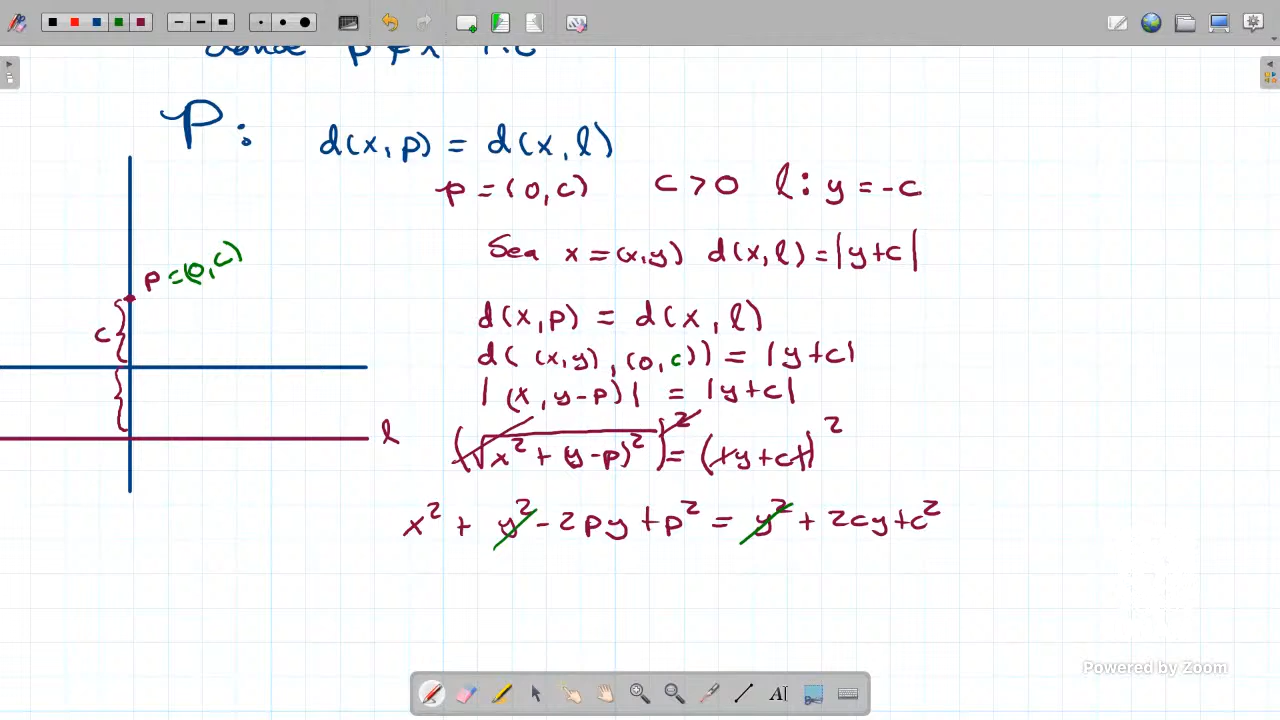 P:
d(x, p) = d(x, l)
p = (0, c) c > 0 l: y = -c
Sea x = (x, y) d(x, l) = |y+c|
p = (0, c)
c
l
d(x, p) = d(x, l)
d((x, y), (0, c)) = |y+c|
|(x, y-p)| = |y+c|
(√x² + (y-p)²)² = (|y+c|)²
x² + y² - 2py + p² = y² + 2cy + c²
Powered by Zoom